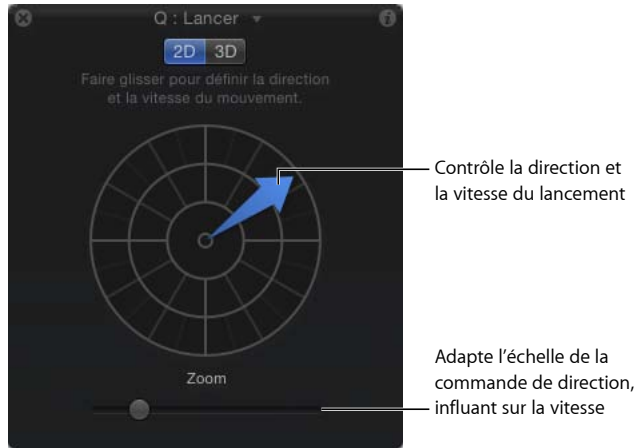 Q : Lancer
2D 3D
Faire glisser pour définir la direction
et la vitesse du mouvement.
Contrôle la direction et
la vitesse du lancement
Zoom
Adapte l’échelle de la
commande de direction,
influant sur la vitesse